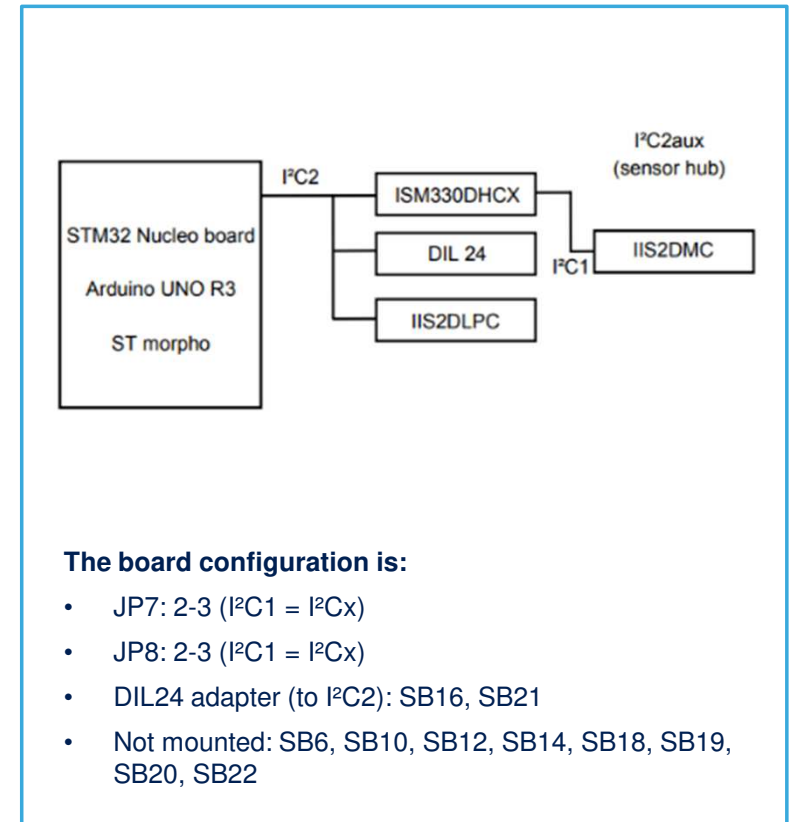 I²C2aux
(sensor hub)
I²C2
ISM330DHCX
STM32 Nucleo board
DIL 24
I²C1
IIS2DMC
Arduino UNO R3
IIS2DLPC
ST morpho
The board configuration is:
• JP7: 2-3 (I²C1 = I²Cx)
• JP8: 2-3 (I²C1 = I²Cx)
• DIL24 adapter (to I²C2): SB16, SB21
• Not mounted: SB6, SB10, SB12, SB14, SB18, SB19,
SB20, SB22